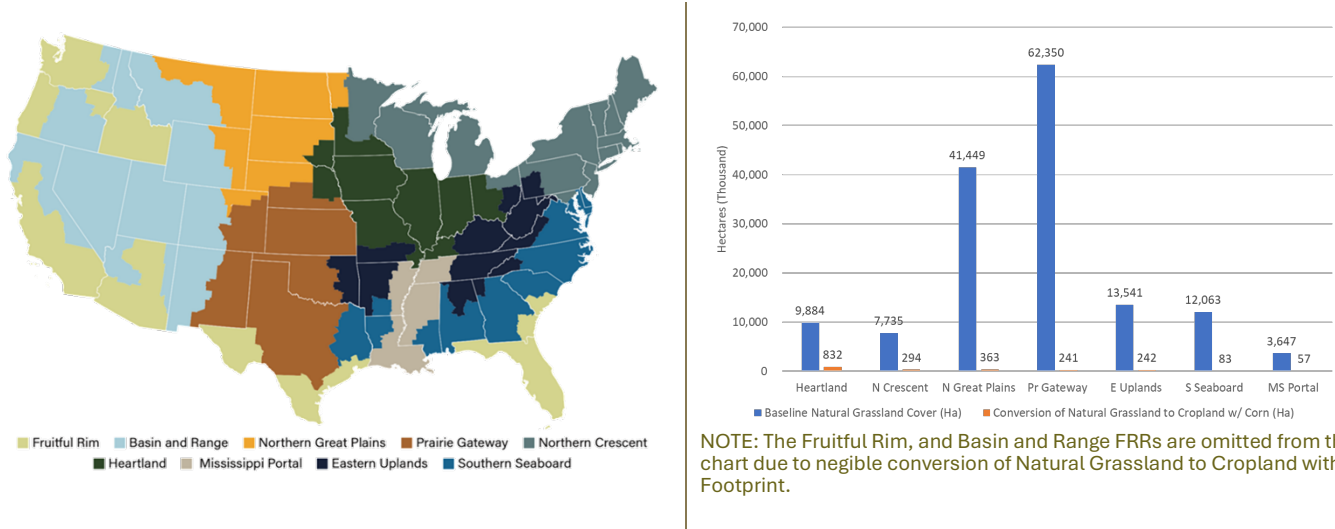 Fruitful Rim Basin and Range Northern Great Plains Prairie Gateway Northern Crescent
Heartland Mississippi Portal Eastern Uplands Southern Seaboard
70,000
60,000
50,000
40,000
30,000
20,000
10,000
0
Hectares (Thousand)
9,884
832
7,735
294
41,449
363
62,350
241
13,541
242
12,063
83
3,647
57
Heartland
N Crescent
N Great Plains
Pr Gateway
E Uplands
S Seaboard
MS Portal
Baseline Natural Grassland Cover (Ha) Conversion of Natural Grassland to Cropland w/ Corn (Ha)
NOTE: The Fruitful Rim, and Basin and Range FRRs are omitted from
chart due to negible conversion of Natural Grassland to Cropland
Footprint.